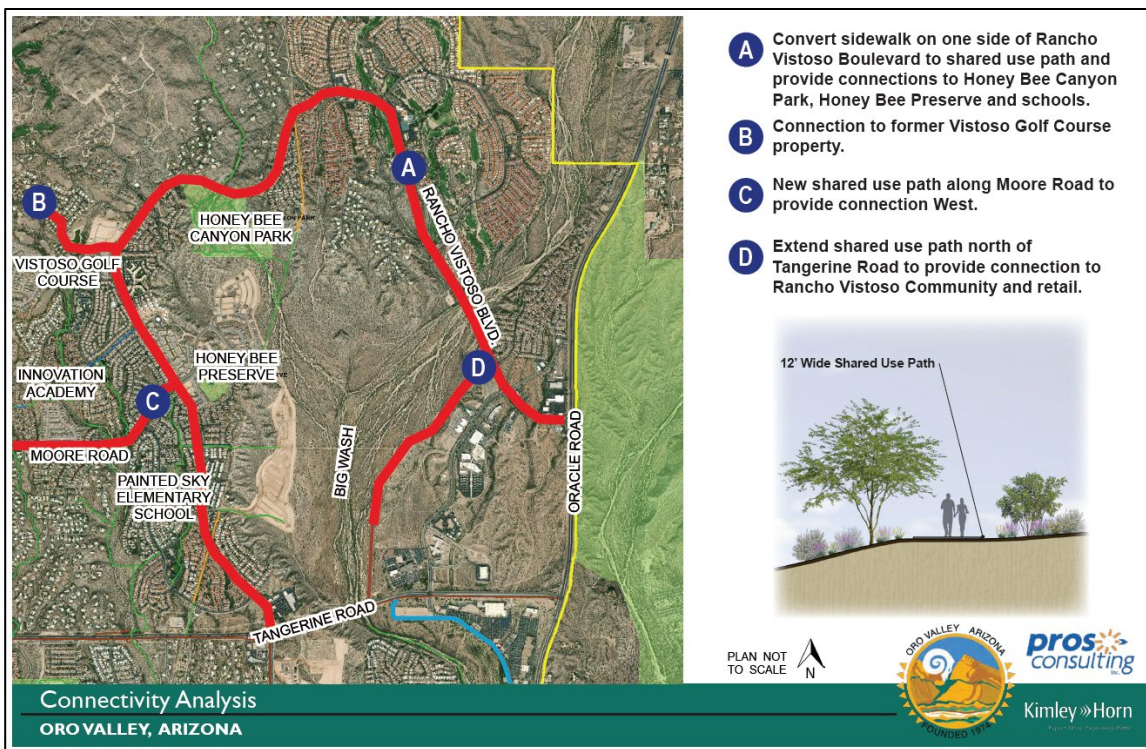 A
Convert sidewalk on one side of Rancho
Vistoso Boulevard to shared use path and
provide connections to Honey Bee Canyon
Park, Honey Bee Preserve and schools.
B
Connection to former Vistoso Golf Course
property.
C
New shared use path along Moore Road to
provide connection West.
D
Extend shared use path north of
Tangerine Road to provide connection to
Rancho Vistoso Community and retail.
12' Wide Shared Use Path
A
B
HONEY BEE
CANYON PARK
RANCHO VISTOSO BLVD.
VISTOSO GOLF
COURSE
D
HONEY BEE
PRESERVE
INNOVATION
ACADEMY
C
MOORE ROAD
PAINTED SKY
ELEMENTARY
SCHOOL
BIG WASH
ORACLE ROAD
TANGERINE ROAD
PLAN NOT
TO SCALE
N
ORO VALLEY ARIZONA
FOUNDED 1974
pros
consulting
INC.
Kimley»Horn
Connectivity Analysis
ORO VALLEY, ARIZONA